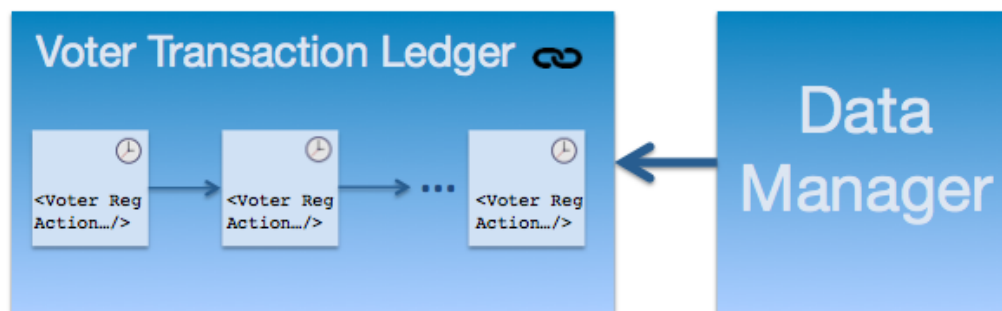 Voter Transaction Ledger
Data
Manager
<Voter Reg
Action…/>
<Voter Reg
Action…/>
...
<Voter Reg
Action…/>